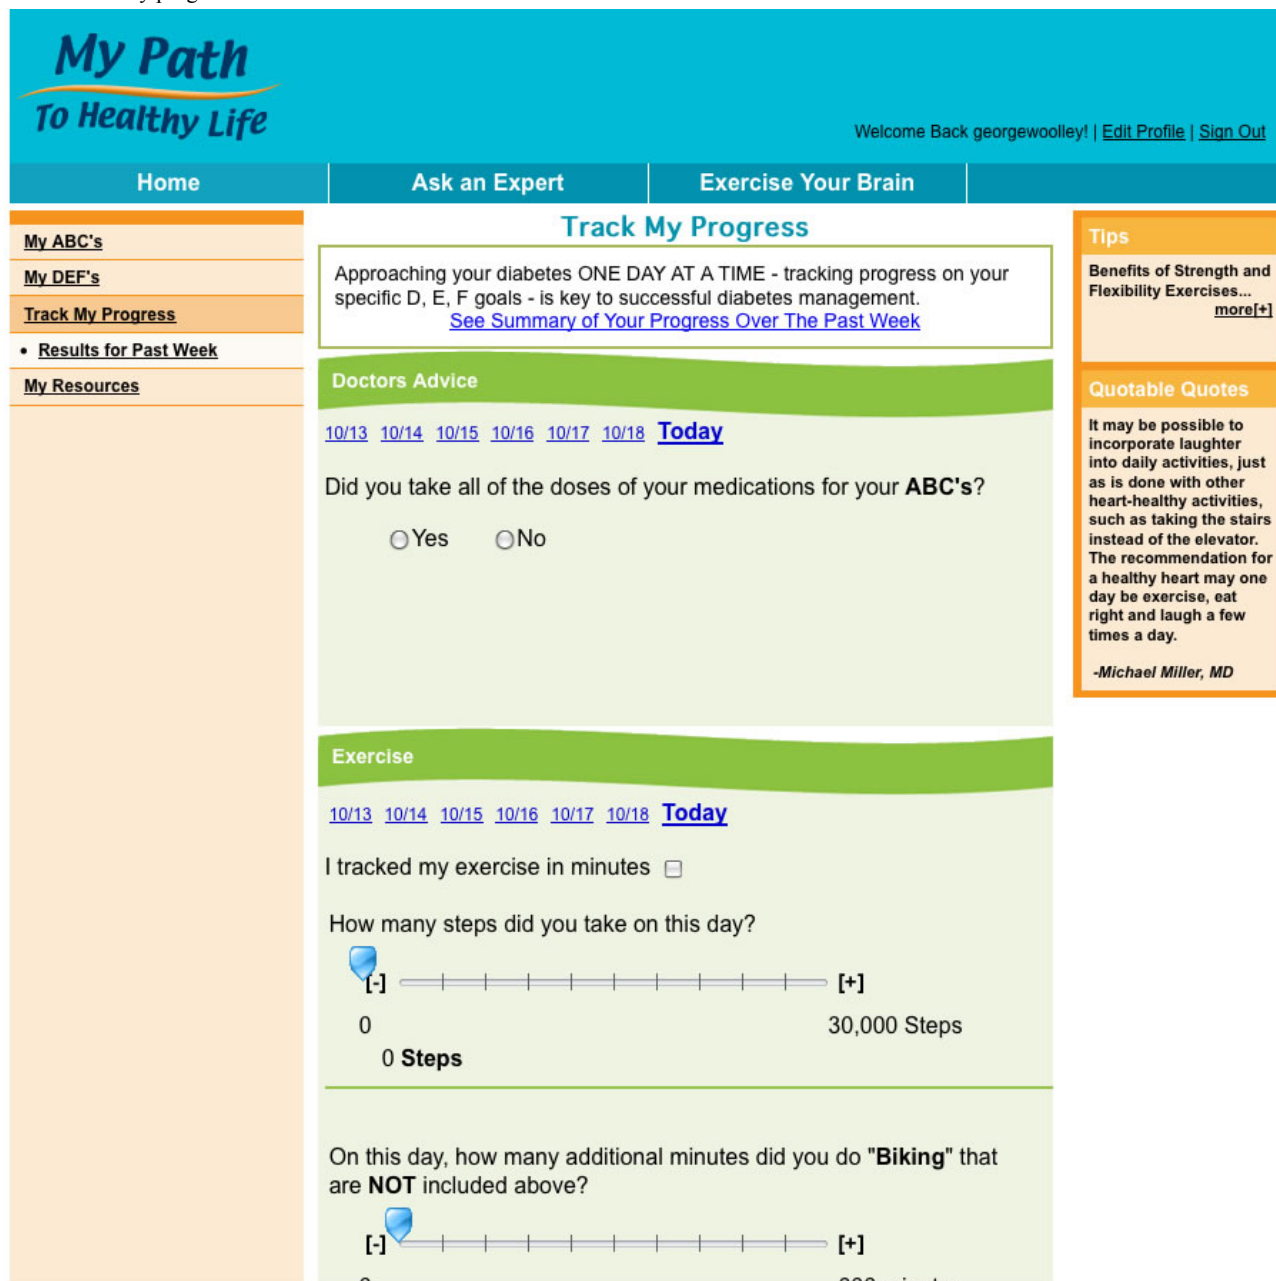 My Path
To Healthy Life
Welcome Back georgewoolley! | Edit Profile | Sign Out
Home
Ask an Expert
Exercise Your Brain
My ABC's
My DEF's
Track My Progress
• Results for Past Week
My Resources
Track My Progress
Approaching your diabetes ONE DAY AT A TIME - tracking progress on your
specific D, E, F goals - is key to successful diabetes management.
See Summary of Your Progress Over The Past Week
Doctors Advice
10/13 10/14 10/15 10/16 10/17 10/18 Today
Did you take all of the doses of your medications for your ABC's?
Yes No
Exercise
10/13 10/14 10/15 10/16 10/17 10/18 Today
I tracked my exercise in minutes
How many steps did you take on this day?
[-] [+]
0 30,000 Steps
0 Steps
On this day, how many additional minutes did you do "Biking" that
are NOT included above?
[-] [+]
Tips
Benefits of Strength and
Flexibility Exercises...
more[+]
Quotable Quotes
It may be possible to
incorporate laughter
into daily activities, just
as is done with other
heart-healthy activities,
such as taking the stairs
instead of the elevator.
The recommendation for
a healthy heart may one
day be exercise, eat
right and laugh a few
times a day.
-Michael Miller, MD